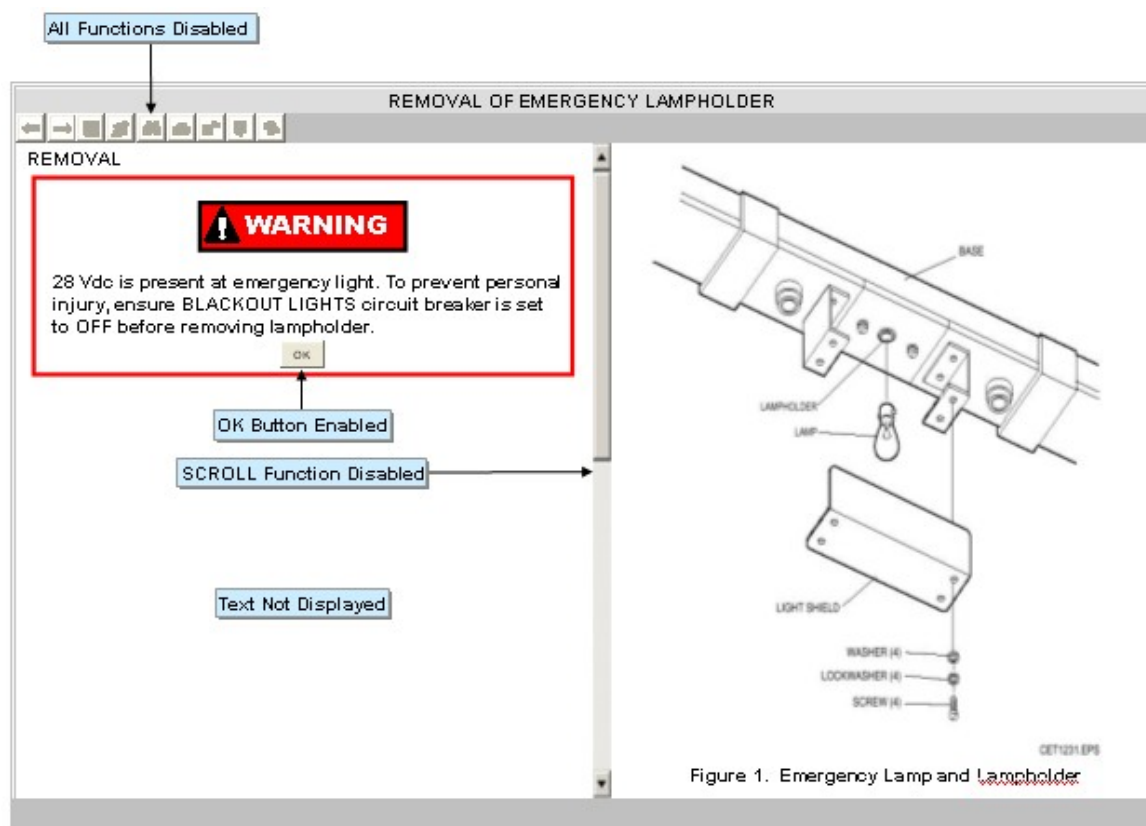 All Functions Disabled
REMOVAL OF EMERGENCY LAMPHOLDER
REMOVAL
WARNING
28 Vdc is present at emergency light. To prevent personal
injury, ensure BLACKOUT LIGHTS circuit breaker is set
to OFF before removing lampholder.
OK
OK Button Enabled
SCROLL Function Disabled
Text Not Displayed
BASE
LAMPHOLDER
LAMP
LIGHT SHIELD
WASHER (4)
LOCKWASHER (4)
SCREW (4)
CET1231.EPS
Figure 1. Emergency Lamp and Lampholder